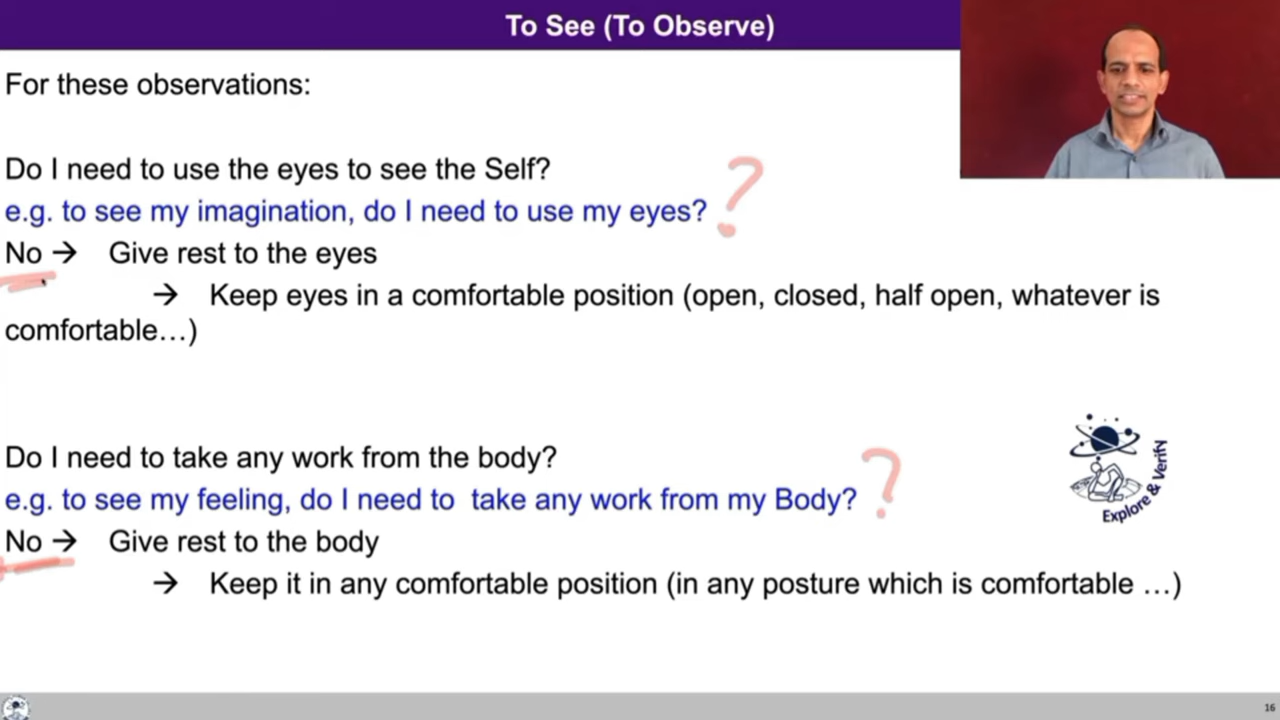 To See (To Observe)
For these observations:
Do I need to use the eyes to see the Self?
e.g. to see my imagination, do I need to use my eyes?
?
No → Give rest to the eyes
→ Keep eyes in a comfortable position (open, closed, half open, whatever is
comfortable…)
Do I need to take any work from the body?
e.g. to see my feeling, do I need to take any work from my Body?
?
No → Give rest to the body
→ Keep it in any comfortable position (in any posture which is comfortable …)
Explore & Verify
16